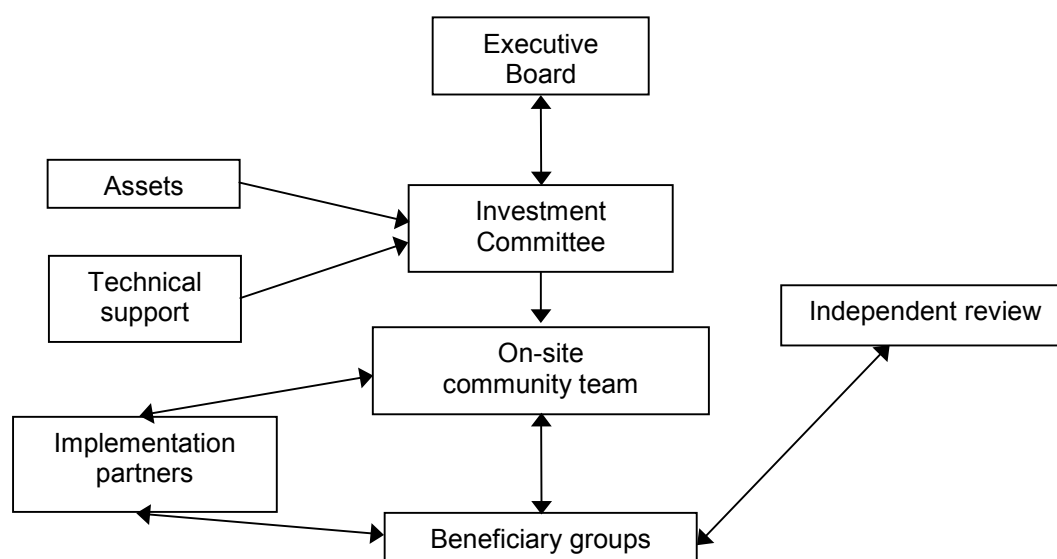 Executive
Board
Assets
Investment
Committee
Technical
support
Independent review
On-site
community team
Implementation
partners
Beneficiary groups